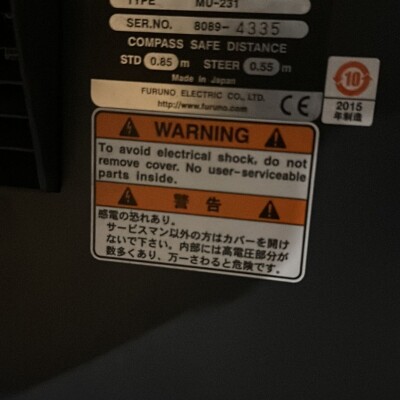 TYPE MU-231
SER.NO. 8089- 4335
COMPASS SAFE DISTANCE
STD 0.85 m STEER 0.55 m
Made in Japan
FURUNO ELECTRIC CO., LTD.
http://www.furuno.com CE
10
2015
年制造
WARNING
To avoid electrical shock, do not
remove cover. No user-serviceable
parts inside.
警告
感電の恐れあり。
サービスマン以外の方はカバーを開け
ないで下さい。内部には高電圧部分が
数多くあり、万一さわると危険です。